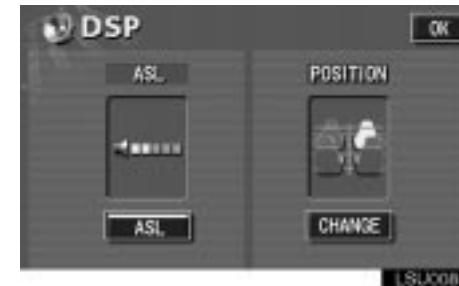 DSP
OK
ASL
POSITION
ASL
CHANGE
LSU008